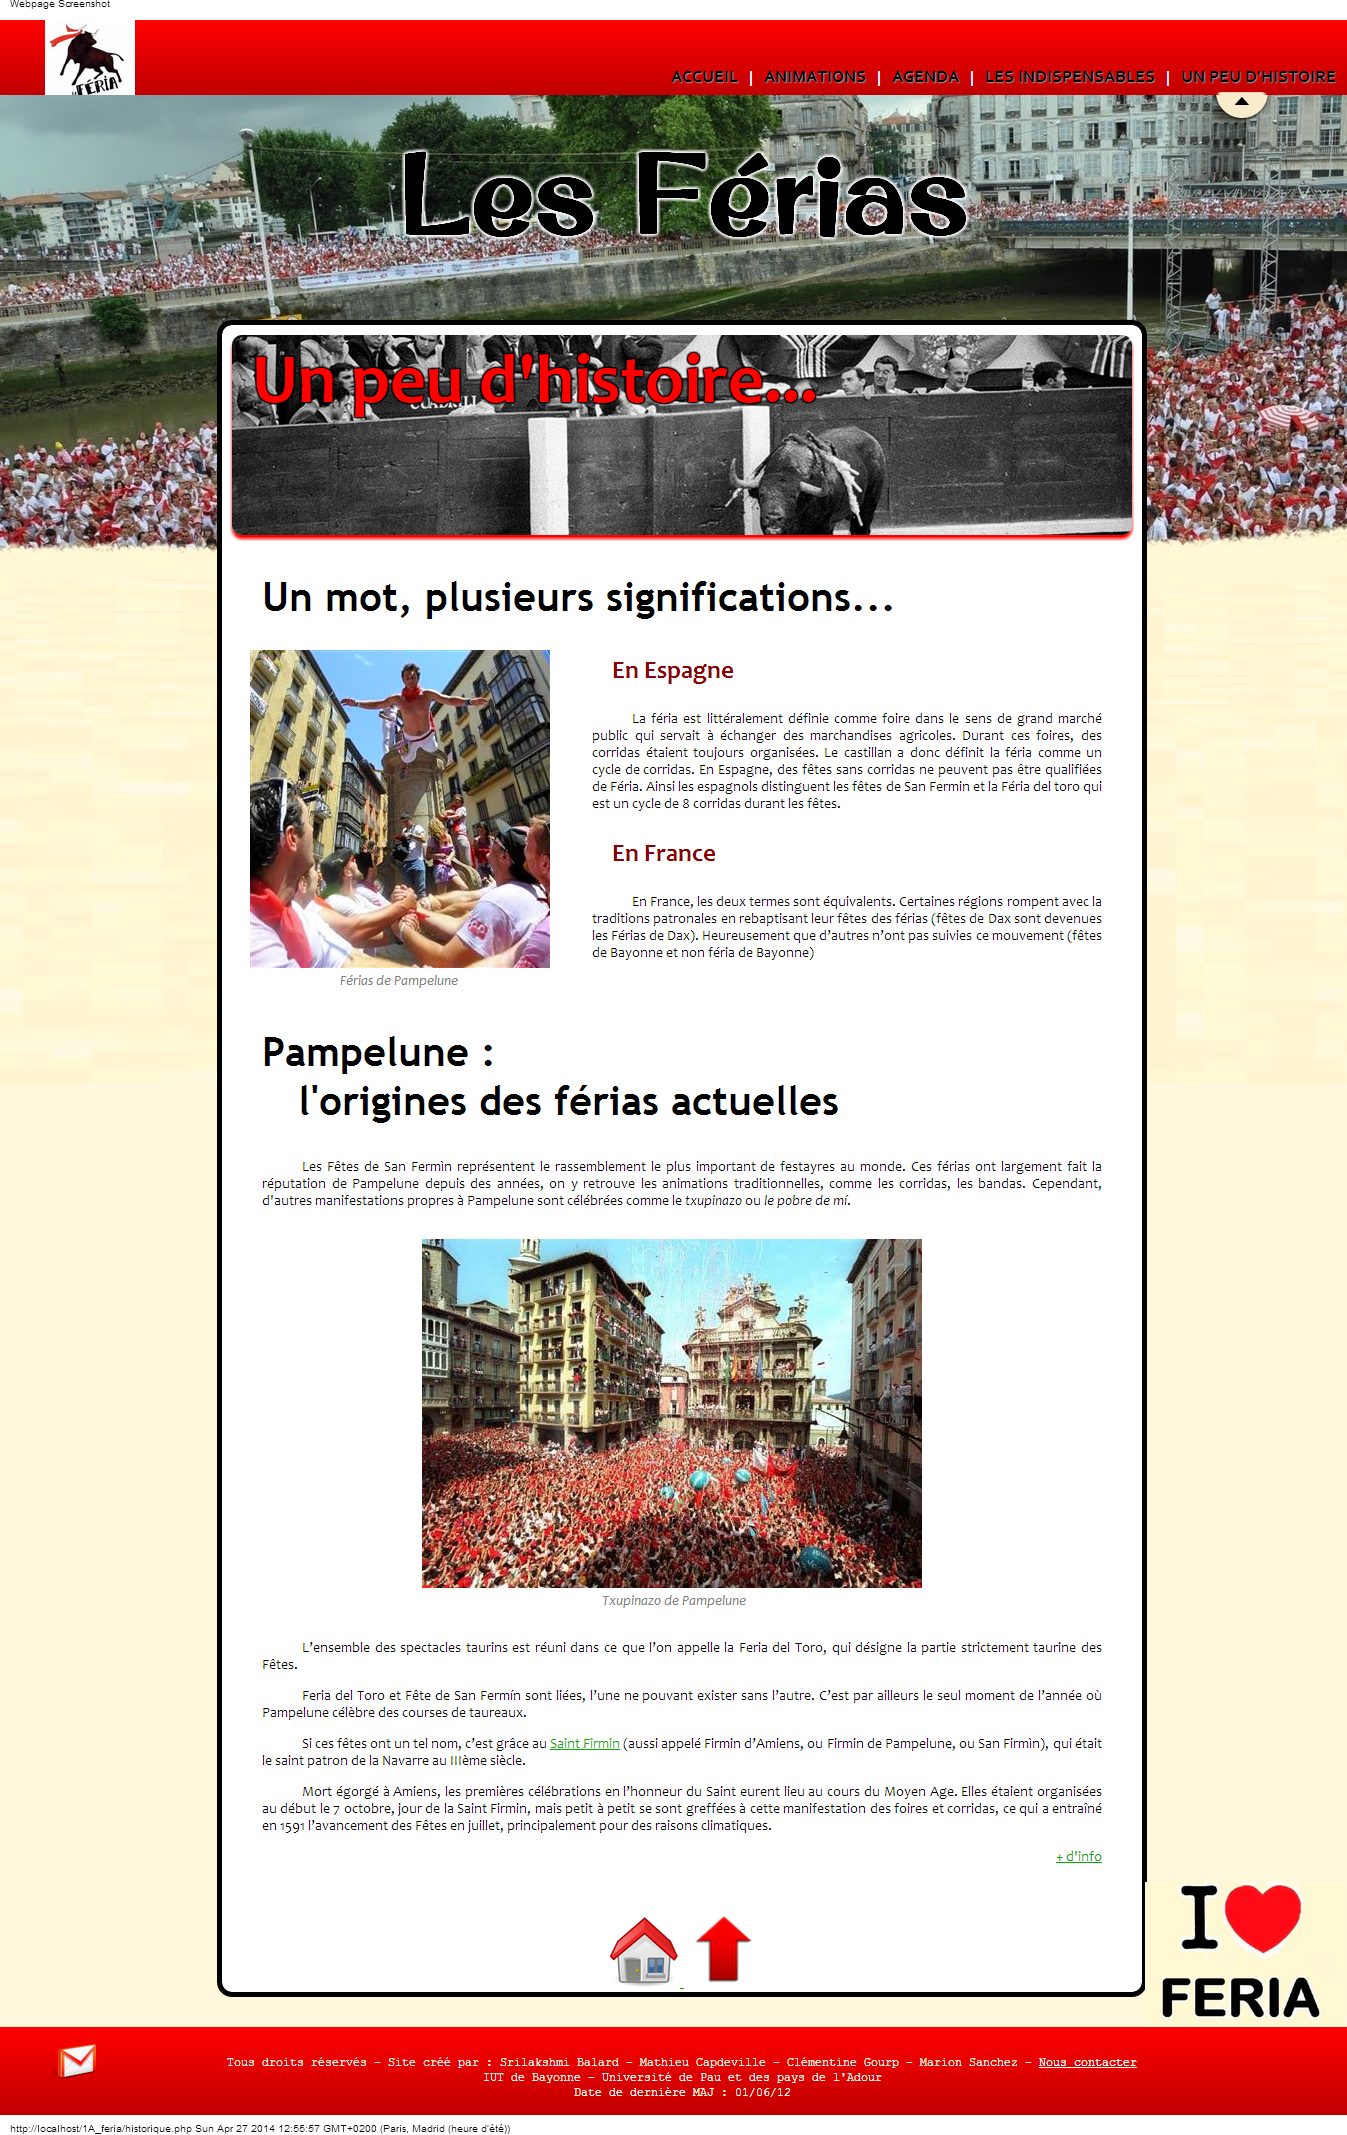 Webpage Screenshot
FÉRIA
ACCUEIL | ANIMATIONS | AGENDA | LES INDISPENSABLES | UN PEU D'HISTOIRE
Les Férias
Un peu d'histoire...
CUADRILL
Un mot, plusieurs significations...
En Espagne
La féria est littéralement définie comme foire dans le sens de grand marché
public qui servait à échanger des marchandises agricoles. Durant ces foires, des
corridas étaient toujours organisées. Le castillan a donc définit la féria comme un
cycle de corridas. En Espagne, des fêtes sans corridas ne peuvent pas être qualifiées
de Féria. Ainsi les espagnols distinguent les fêtes de San Fermin et la Féria del toro qui
est un cycle de 8 corridas durant les fêtes.
En France
En France, les deux termes sont équivalents. Certaines régions rompent avec la
traditions patronales en rebaptisant leur fêtes des férias (fêtes de Dax sont devenues
les Férias de Dax). Heureusement que d’autres n’ont pas suivies ce mouvement (fêtes
de Bayonne et non féria de Bayonne)
Férias de Pampelune
Pampelune :
l'origines des férias actuelles
Les Fêtes de San Fermìn représentent le rassemblement le plus important de festayres au monde. Ces férias ont largement fait la
réputation de Pampelune depuis des années, on y retrouve les animations traditionnelles, comme les corridas, les bandas. Cependant,
d'autres manifestations propres à Pampelune sont célébrées comme le txupinazo ou le pobre de mí.
Txupinazo de Pampelune
L’ensemble des spectacles taurins est réuni dans ce que l’on appelle la Feria del Toro, qui désigne la partie strictement taurine des
Fêtes.
Feria del Toro et Fête de San Fermín sont liées, l’une ne pouvant exister sans l’autre. C’est par ailleurs le seul moment de l’année où
Pampelune célèbre des courses de taureaux.
Si ces fêtes ont un tel nom, c’est grâce au Saint Firmin (aussi appelé Firmin d’Amiens, ou Firmin de Pampelune, ou San Firmìn), qui était
le saint patron de la Navarre au IIIème siècle.
Mort égorgé à Amiens, les premières célébrations en l’honneur du Saint eurent lieu au cours du Moyen Age. Elles étaient organisées
au début le 7 octobre, jour de la Saint Firmin, mais petit à petit se sont greffées à cette manifestation des foires et corridas, ce qui a entraîné
en 1591 l’avancement des Fêtes en juillet, principalement pour des raisons climatiques.
+ d'info
I
FERIA
Tous droits réservés - Site créé par : Srilakshmi Balard - Mathieu Capdeville - Clémentine Gourp - Marion Sanchez - Nous contacter
IUT de Bayonne - Université de Pau et des pays de l'Adour
Date de dernière MAJ : 01/06/12
http://localhost/1A_feria/historique.php Sun Apr 27 2014 12:55:57 GMT+0200 (Paris, Madrid (heure d'été))